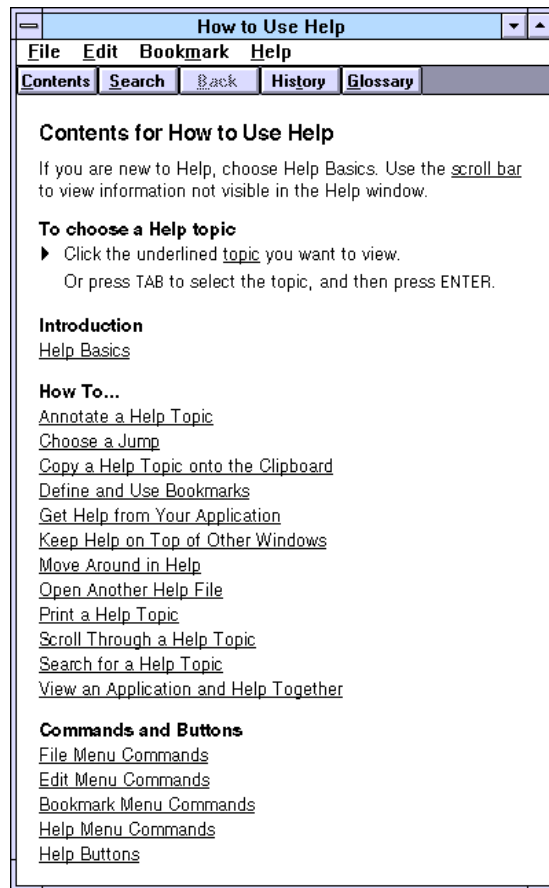 How to Use Help
File Edit Bookmark Help
Contents Search Back History Glossary
Contents for How to Use Help
If you are new to Help, choose Help Basics. Use the scroll bar
to view information not visible in the Help window.
To choose a Help topic
Click the underlined topic you want to view.
Or press TAB to select the topic, and then press ENTER.
Introduction
Help Basics
How To...
Annotate a Help Topic
Choose a Jump
Copy a Help Topic onto the Clipboard
Define and Use Bookmarks
Get Help from Your Application
Keep Help on Top of Other Windows
Move Around in Help
Open Another Help File
Print a Help Topic
Scroll Through a Help Topic
Search for a Help Topic
View an Application and Help Together
Commands and Buttons
File Menu Commands
Edit Menu Commands
Bookmark Menu Commands
Help Menu Commands
Help Buttons